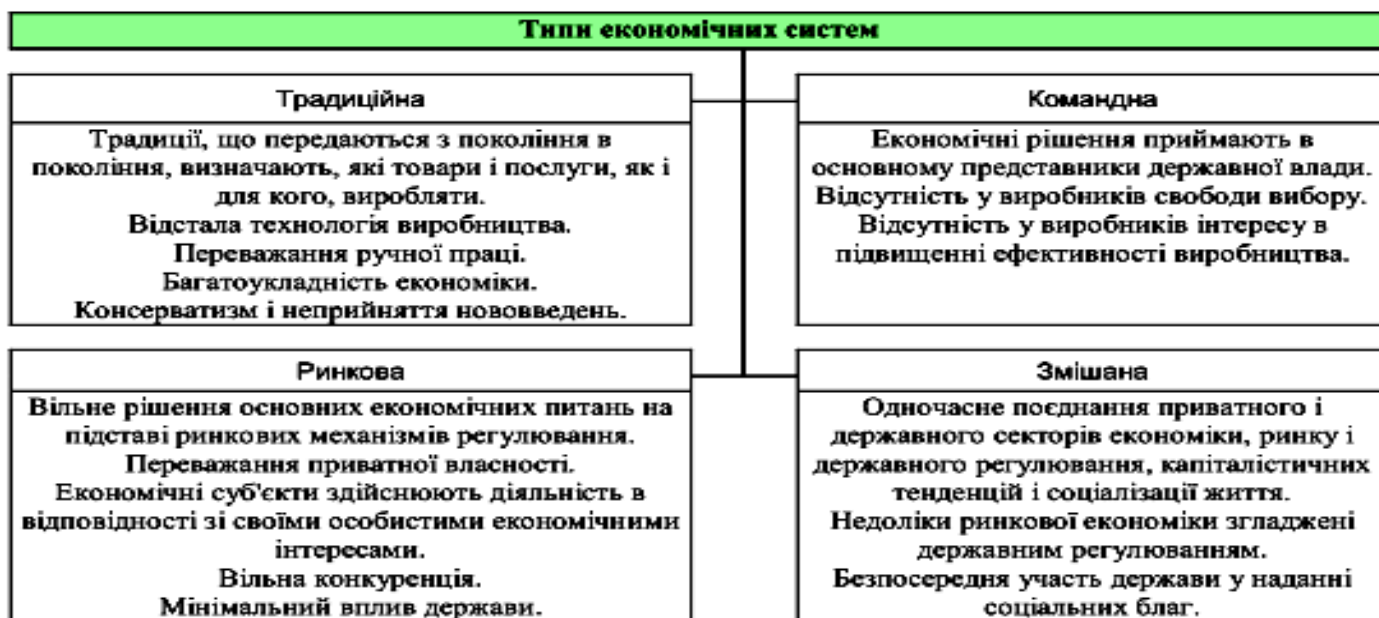 Типи економічних систем
Традиційна
Традиції, що передаються з покоління в
покоління, визначають, які товари і послуги, як і
для кого, виробляти.
Відстала технологія виробництва.
Переважання ручної праці.
Багатоукладність економіки.
Консерватизм і неприйняття нововведень.
Командна
Економічні рішення приймають в
основному представники державної влади.
Відсутність у виробників свободи вибору.
Відсутність у виробників інтересу в
підвищенні ефективності виробництва.
Ринкова
Вільне рішення основних економічних питань на
підставі ринкових механізмів регулювання.
Переважання приватної власності.
Економічні суб'єкти здійснюють діяльність в
відповідності зі своїми особистими економічними
інтересами.
Вільна конкуренція.
Мінімальний вплив держави.
Змішана
Одночасне поєднання приватного і
державного секторів економіки, ринку і
державного регулювання, капіталістичних
тенденцій і соціалізації життя.
Недоліки ринкової економіки згладжені
державним регулюванням.
Безпосередня участь держави у наданні
соціальних благ.